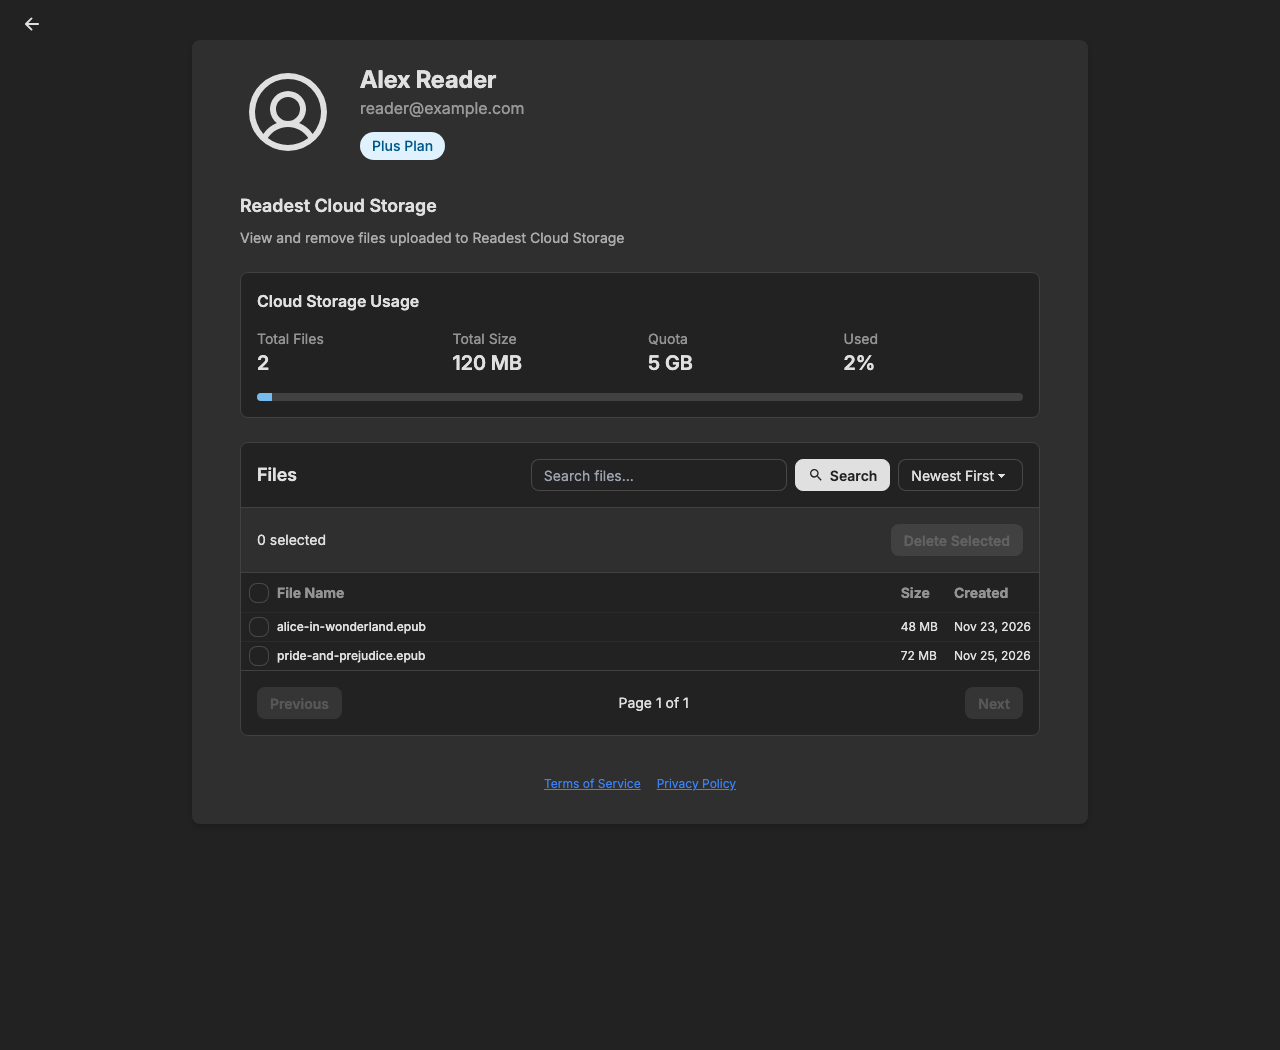 Alex Reader
reader@example.com
Plus Plan
Readest Cloud Storage
View and remove files uploaded to Readest Cloud Storage
Cloud Storage Usage
Total Files Total Size Quota Used
2 120 MB 5 GB 2%
Files Search files... Search Newest First
0 selected Delete Selected
File Name Size Created
alice-in-wonderland.epub 48 MB Nov 23, 2026
pride-and-prejudice.epub 72 MB Nov 25, 2026
Previous Page 1 of 1 Next
Terms of Service Privacy Policy